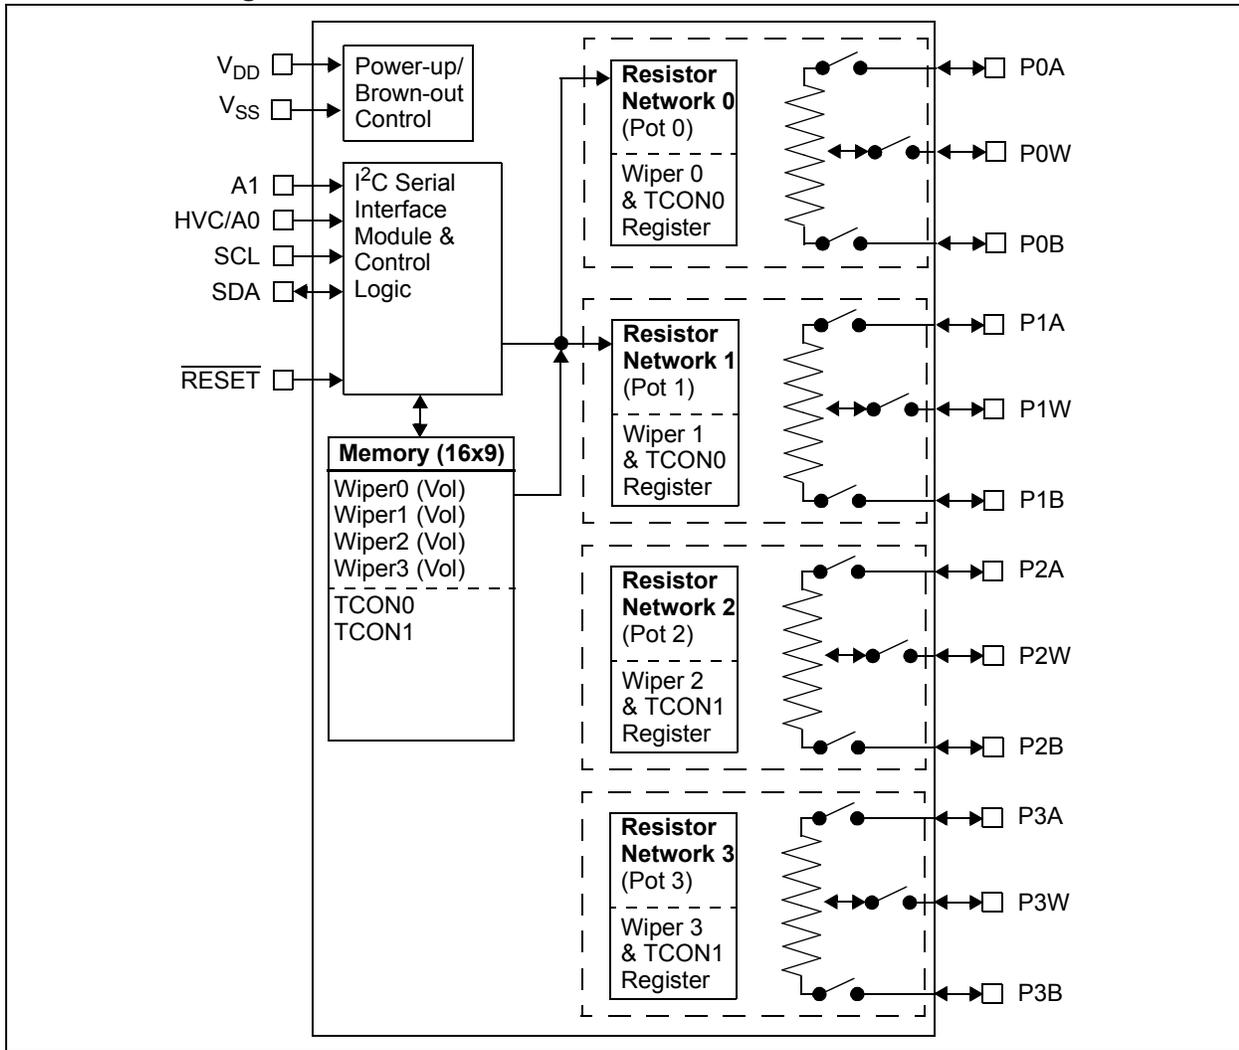 V_DD
V_SS
Power-up/
Brown-out
Control
A1
HVC/A0
SCL
SDA
RESET
I²C Serial
Interface
Module &
Control
Logic
Memory (16x9)
Wiper0 (Vol)
Wiper1 (Vol)
Wiper2 (Vol)
Wiper3 (Vol)
TCON0
TCON1
Resistor
Network 0
(Pot 0)
Wiper 0
& TCON0
Register
P0A
P0W
P0B
Resistor
Network 1
(Pot 1)
Wiper 1
& TCON0
Register
P1A
P1W
P1B
Resistor
Network 2
(Pot 2)
Wiper 2
& TCON1
Register
P2A
P2W
P2B
Resistor
Network 3
(Pot 3)
Wiper 3
& TCON1
Register
P3A
P3W
P3B